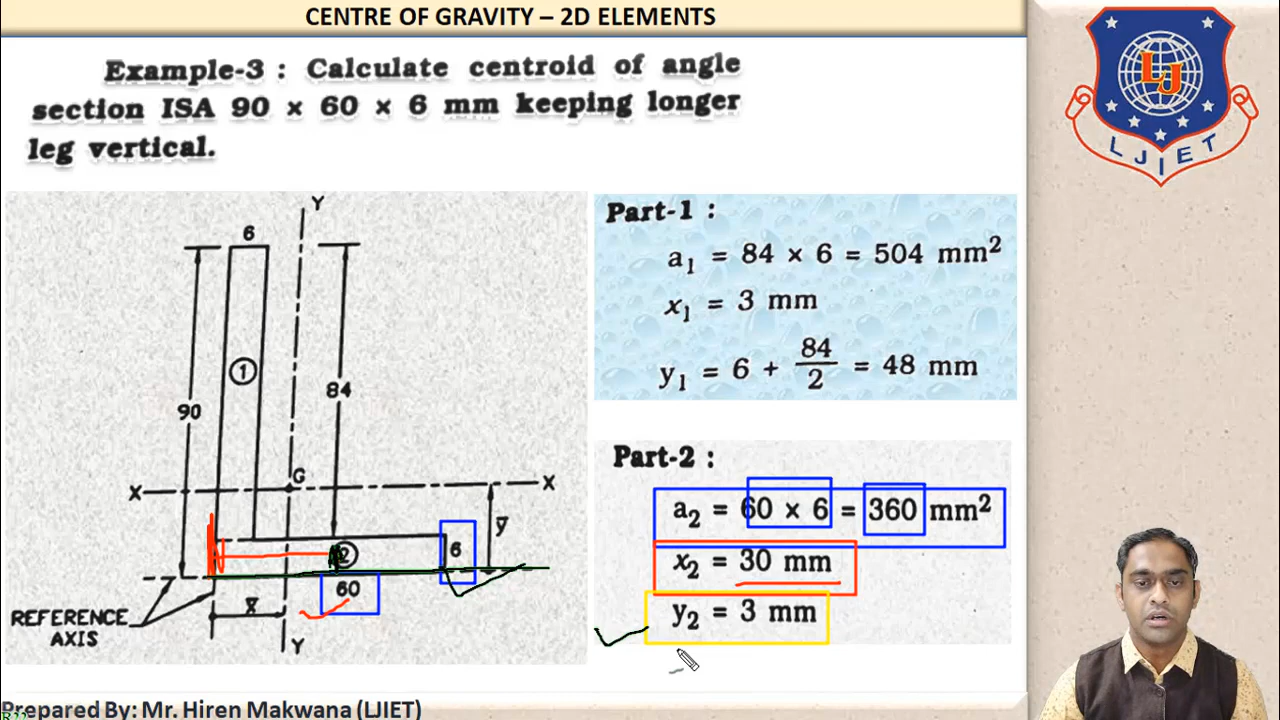 CENTRE OF GRAVITY – 2D ELEMENTS
Example-3 : Calculate centroid of angle
section ISA 90 × 60 × 6 mm keeping longer
leg vertical.
LJ
LJIET
Y
6
84
90
1
G
X
X
y̅
2
6
60
x̅
Y
REFERENCE
AXIS
Part-1 :
a₁ = 84 × 6 = 504 mm²
x₁ = 3 mm
y₁ = 6 + 84/2 = 48 mm
Part-2 :
a₂ = 60 × 6 = 360 mm²
x₂ = 30 mm
y₂ = 3 mm
Prepared By: Mr. Hiren Makwana (LJIET)